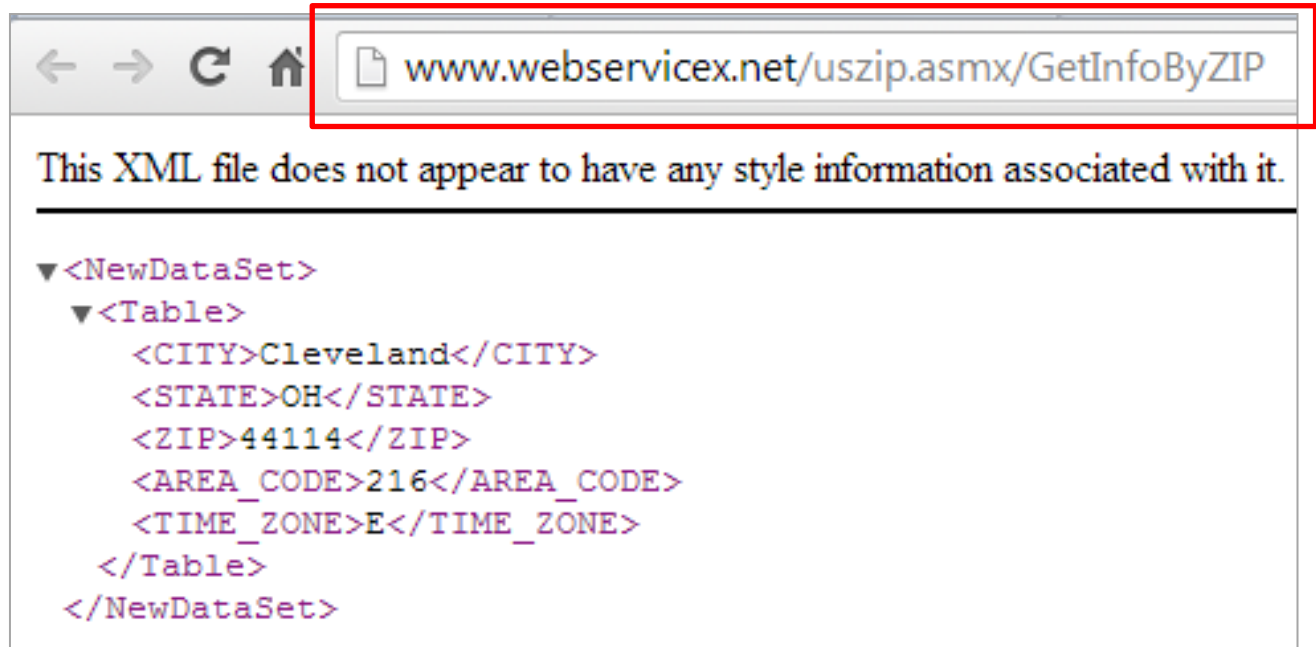 www.webservicex.net/uszip.asmx/GetInfoByZIP
This XML file does not appear to have any style information associated with it.
▼<NewDataSet>
▼<Table>
<CITY>Cleveland</CITY>
<STATE>OH</STATE>
<ZIP>44114</ZIP>
<AREA_CODE>216</AREA_CODE>
<TIME_ZONE>E</TIME_ZONE>
</Table>
</NewDataSet>